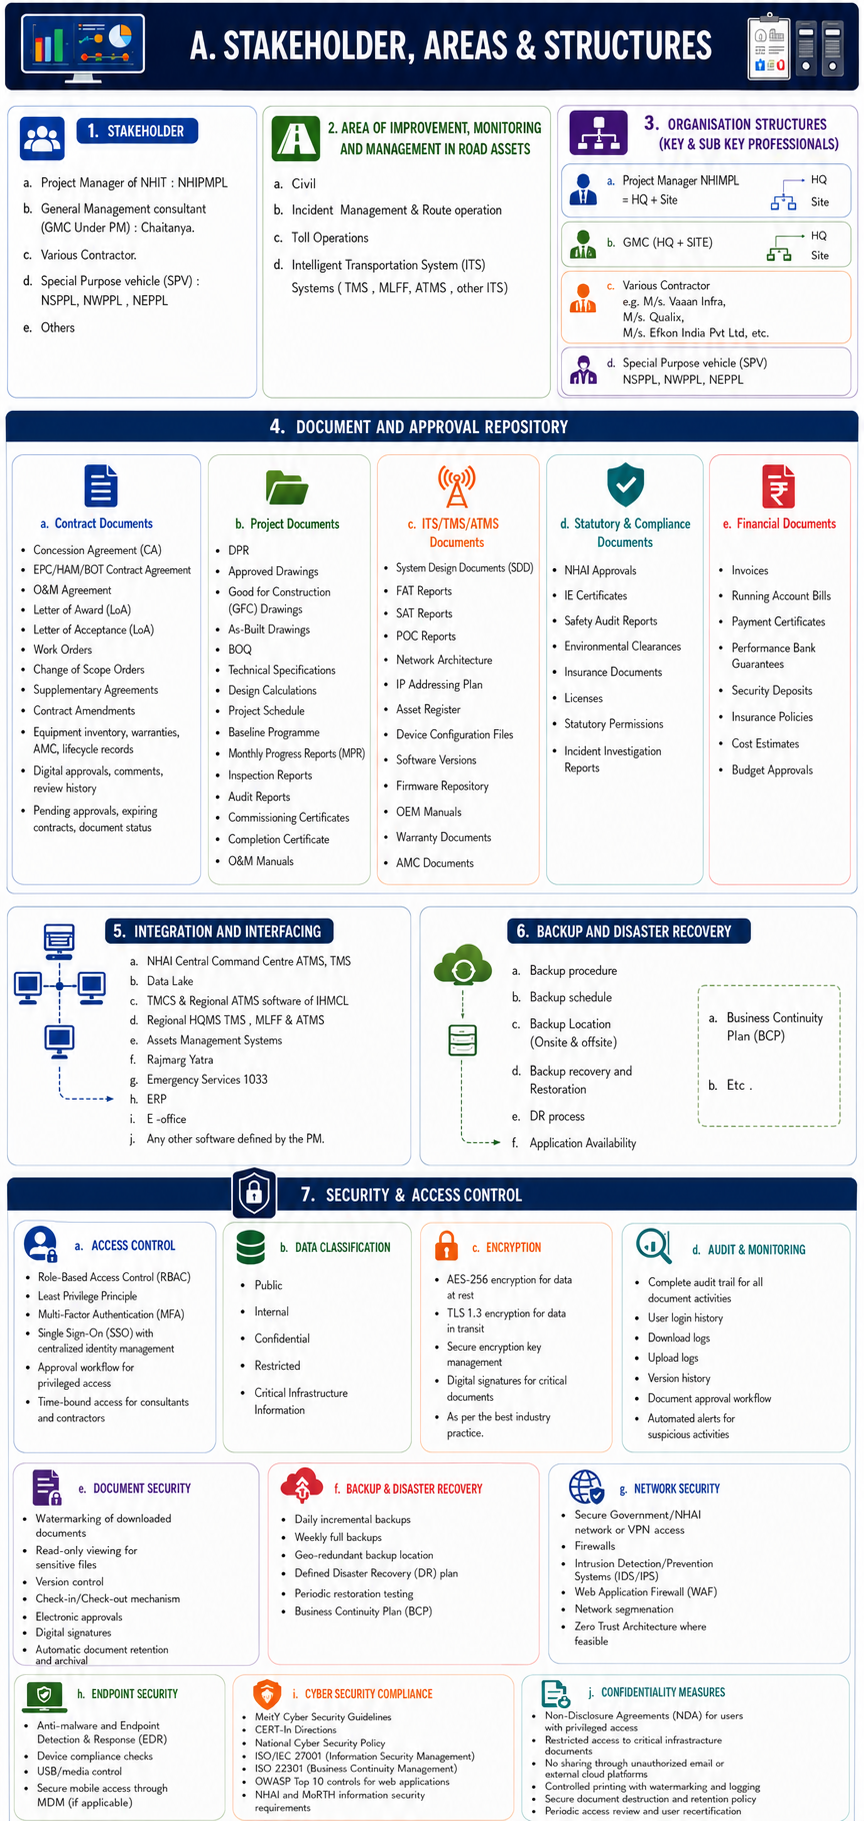 A. STAKEHOLDER, AREAS & STRUCTURES
1. STAKEHOLDER
a. Project Manager of NHIT : NHIPMPL
b. General Management consultant
(GMC Under PM) : Chaitanya.
c. Various Contractor.
d. Special Purpose vehicle (SPV) :
NSPPL, NWPPL , NEPPL
e. Others
2. AREA OF IMPROVEMENT, MONITORING
AND MANAGEMENT IN ROAD ASSETS
a. Civil
b. Incident Management & Route operation
c. Toll Operations
d. Intelligent Transportation System (ITS)
Systems ( TMS , MLFF, ATMS , other ITS)
3. ORGANISATION STRUCTURES
(KEY & SUB KEY PROFESSIONALS)
a. Project Manager NHIMPL
= HQ + Site
HQ
Site
b. GMC (HQ + SITE)
HQ
Site
c. Various Contractor
e.g. M/s. Vaaan Infra,
M/s. Qualix,
M/s. Efkon India Pvt Ltd, etc.
d. Special Purpose vehicle (SPV)
NSPPL, NWPPL, NEPPL
4. DOCUMENT AND APPROVAL REPOSITORY
a. Contract Documents
• Concession Agreement (CA)
• EPC/HAM/BOT Contract Agreement
• O&M Agreement
• Letter of Award (LoA)
• Letter of Acceptance (LoA)
• Work Orders
• Change of Scope Orders
• Supplementary Agreements
• Contract Amendments
• Equipment inventory, warranties,
AMC, lifecycle records
• Digital approvals, comments,
review history
• Pending approvals, expiring
contracts, document status
b. Project Documents
• DPR
• Approved Drawings
• Good for Construction
(GFC) Drawings
• As-Built Drawings
• BOQ
• Technical Specifications
• Design Calculations
• Project Schedule
• Baseline Programme
• Monthly Progress Reports (MPR)
• Inspection Reports
• Audit Reports
• Commissioning Certificates
• Completion Certificate
• O&M Manuals
c. ITS/TMS/ATMS
Documents
• System Design Documents (SDD)
• FAT Reports
• SAT Reports
• POC Reports
• Network Architecture
• IP Addressing Plan
• Asset Register
• Device Configuration Files
• Software Versions
• Firmware Repository
• OEM Manuals
• Warranty Documents
• AMC Documents
d. Statutory & Compliance
Documents
• NHAI Approvals
• IE Certificates
• Safety Audit Reports
• Environmental Clearances
• Insurance Documents
• Licenses
• Statutory Permissions
• Incident Investigation
Reports
e. Financial Documents
• Invoices
• Running Account Bills
• Payment Certificates
• Performance Bank
Guarantees
• Security Deposits
• Insurance Policies
• Cost Estimates
• Budget Approvals
5. INTEGRATION AND INTERFACING
a. NHAI Central Command Centre ATMS, TMS
b. Data Lake
c. TMCS & Regional ATMS software of IHMCL
d. Regional HQMS TMS , MLFF & ATMS
e. Assets Management Systems
f. Rajmarg Yatra
g. Emergency Services 1033
h. ERP
i. E -office
j. Any other software defined by the PM.
6. BACKUP AND DISASTER RECOVERY
a. Backup procedure
b. Backup schedule
c. Backup Location
(Onsite & offsite)
d. Backup recovery and
Restoration
e. DR process
f. Application Availability
a. Business Continuity
Plan (BCP)
b. Etc .
7. SECURITY & ACCESS CONTROL
a. ACCESS CONTROL
• Role-Based Access Control (RBAC)
• Least Privilege Principle
• Multi-Factor Authentication (MFA)
• Single Sign-On (SSO) with
centralized identity management
• Approval workflow for
privileged access
• Time-bound access for consultants
and contractors
b. DATA CLASSIFICATION
• Public
• Internal
• Confidential
• Restricted
• Critical Infrastructure
Information
c. ENCRYPTION
• AES-256 encryption for data
at rest
• TLS 1.3 encryption for data
in transit
• Secure encryption key
management
• Digital signatures for critical
documents
• As per the best industry
practice.
d. AUDIT & MONITORING
• Complete audit trail for all
document activities
• User login history
• Download logs
• Upload logs
• Version history
• Document approval workflow
• Automated alerts for
suspicious activities
e. DOCUMENT SECURITY
• Watermarking of downloaded
documents
• Read-only viewing for
sensitive files
• Version control
• Check-in/Check-out mechanism
• Electronic approvals
• Digital signatures
• Automatic document retention
and archival
f. BACKUP & DISASTER RECOVERY
• Daily incremental backups
• Weekly full backups
• Geo-redundant backup location
• Defined Disaster Recovery (DR) plan
• Periodic restoration testing
• Business Continuity Plan (BCP)
g. NETWORK SECURITY
• Secure Government/NHAI
network or VPN access
• Firewalls
• Intrusion Detection/Prevention
Systems (IDS/IPS)
• Web Application Firewall (WAF)
• Network segmenation
• Zero Trust Architecture where
feasible
h. ENDPOINT SECURITY
• Anti-malware and Endpoint
Detection & Response (EDR)
• Device compliance checks
• USB/media control
• Secure mobile access through
MDM (if applicable)
i. CYBER SECURITY COMPLIANCE
• MeitY Cyber Security Guidelines
• CERT-In Directions
• National Cyber Security Policy
• ISO/IEC 27001 (Information Security Management)
• ISO 22301 (Business Continuity Management)
• OWASP Top 10 controls for web applications
• NHAI and MoRTH information security
requirements
j. CONFIDENTIALITY MEASURES
• Non-Disclosure Agreements (NDA) for users
with privileged access
• Restricted access to critical infrastracture
documents
• No sharing through unauthorized email or
external cloud platforms
• Controlled printing with watermarking and logging
• Secure document destruction and retention policy
• Periodic access review and user recertification